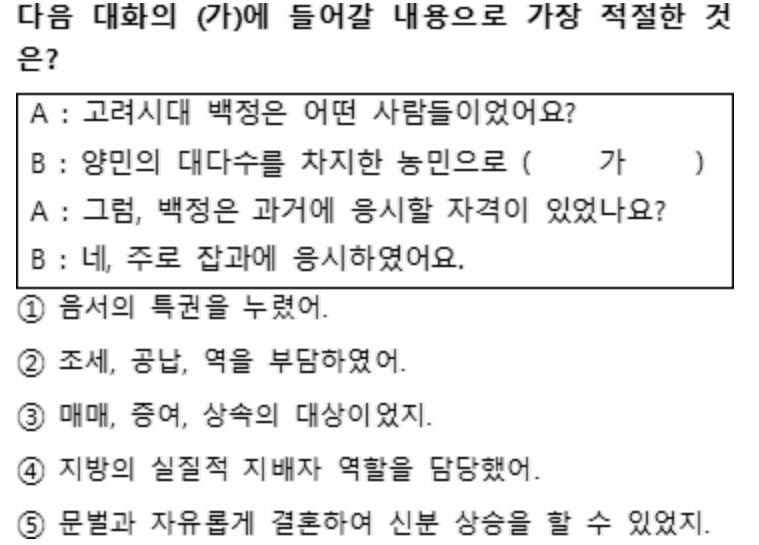 다음 대화의 (가)에 들어갈 내용으로 가장 적절한 것
은?
A : 고려시대 백정은 어떤 사람들이었어요?
B : 양민의 대다수를 차지한 농민으로 ( 가 )
A : 그럼, 백정은 과거에 응시할 자격이 있었나요?
B : 네, 주로 잡과에 응시하였어요.
① 음서의 특권을 누렸어.
② 조세, 공납, 역을 부담하였어.
③ 매매, 증여, 상속의 대상이었지.
④ 지방의 실질적 지배자 역할을 담당했어.
⑤ 문벌과 자유롭게 결혼하여 신분 상승을 할 수 있었지.